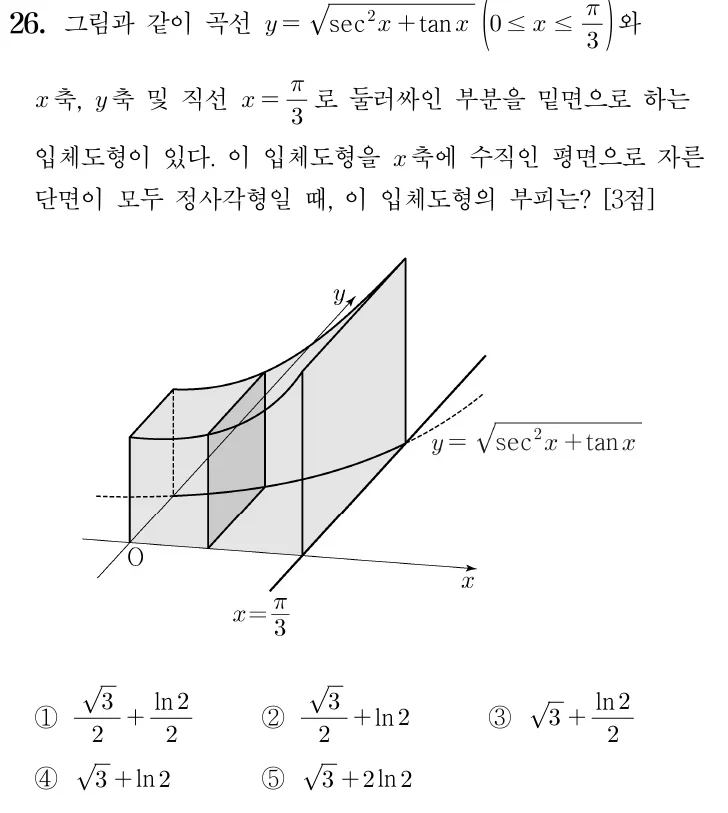 26. 그림과 같이 곡선 y = √(sec²x + tan x) (0 ≤ x ≤ π/3)와
x축, y축 및 직선 x = π/3로 둘러싸인 부분을 밑면으로 하는
입체도형이 있다. 이 입체도형을 x축에 수직인 평면으로 자른
단면이 모두 정사각형일 때, 이 입체도형의 부피는? [3점]
y
y = √(sec²x + tan x)
O
x
x = π/3
① √3/2 + ln2/2 ② √3/2 + ln2 ③ √3 + ln2/2
④ √3 + ln2 ⑤ √3 + 2ln2